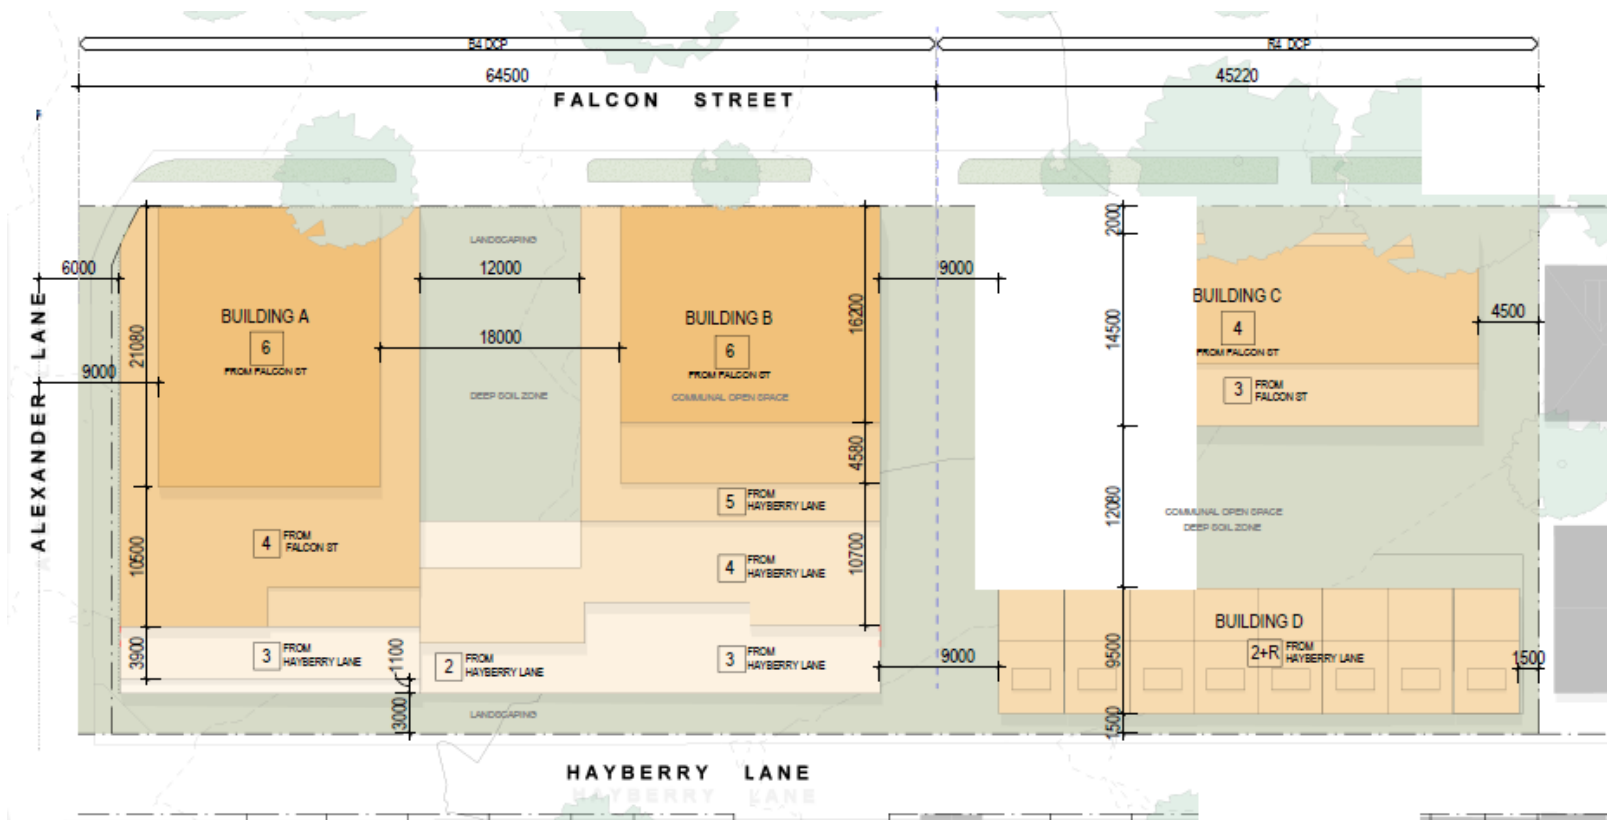 B4 DCP
R4 DCP
64500
45220
FALCON STREET
LANDSCAPING
2000
6000
12000
9000
BUILDING A
6
FROM FALCON ST
BUILDING B
6
FROM FALCON ST
16200
BUILDING C
4
FROM FALCON ST
4500
14500
21080
18000
9000
ALEXANDER LANE
DEEP SOIL ZONE
COMMUNAL OPEN SPACE
3
FROM
FALCON ST
4580
5
FROM
HAYBERRY LANE
12080
COMMUNAL OPEN SPACE
DEEP SOIL ZONE
4
FROM
FALCON ST
10500
4
FROM
HAYBERRY LANE
10700
BUILDING D
2+R
FROM
HAYBERRY LANE
3900
3
FROM
HAYBERRY LANE
1100
2
FROM
HAYBERRY LANE
3
FROM
HAYBERRY LANE
9000
9500
1500
3000
LANDSCAPING
1500
HAYBERRY LANE
HAYBERRY LANE